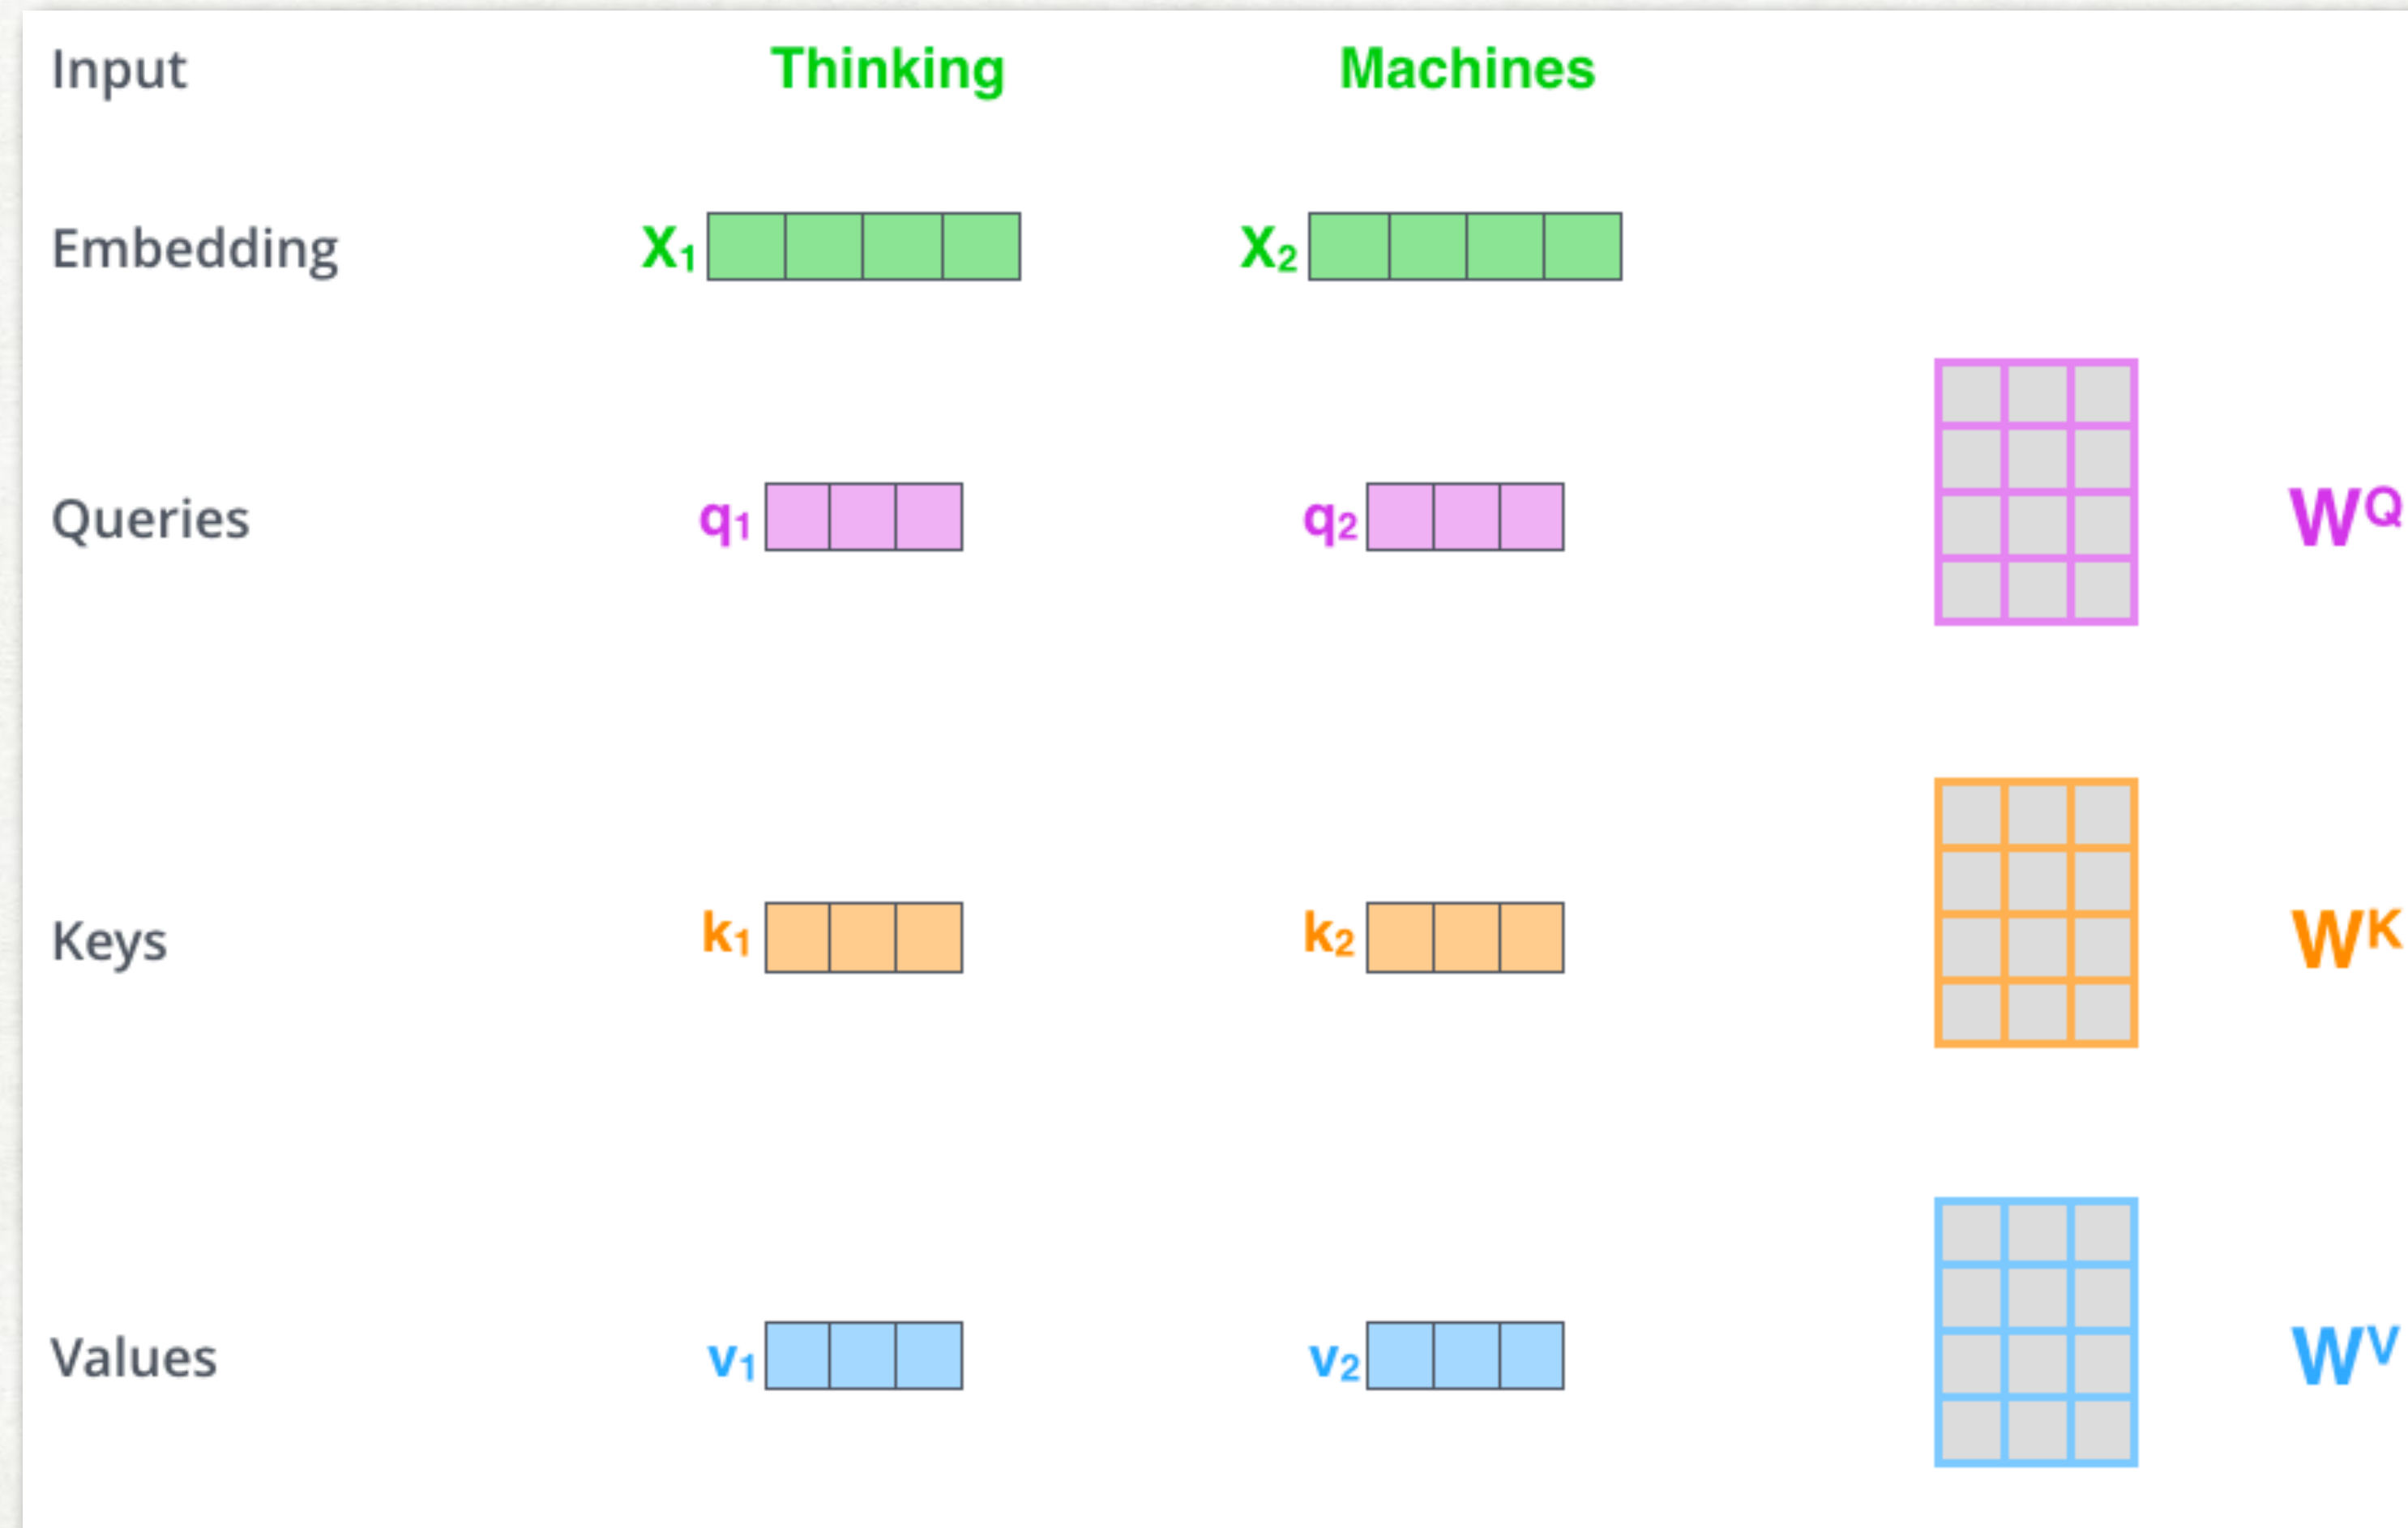 Input Thinking Machines
Embedding X1 X2
Queries q1 q2 WQ
Keys k1 k2 WK
Values v1 v2 WV